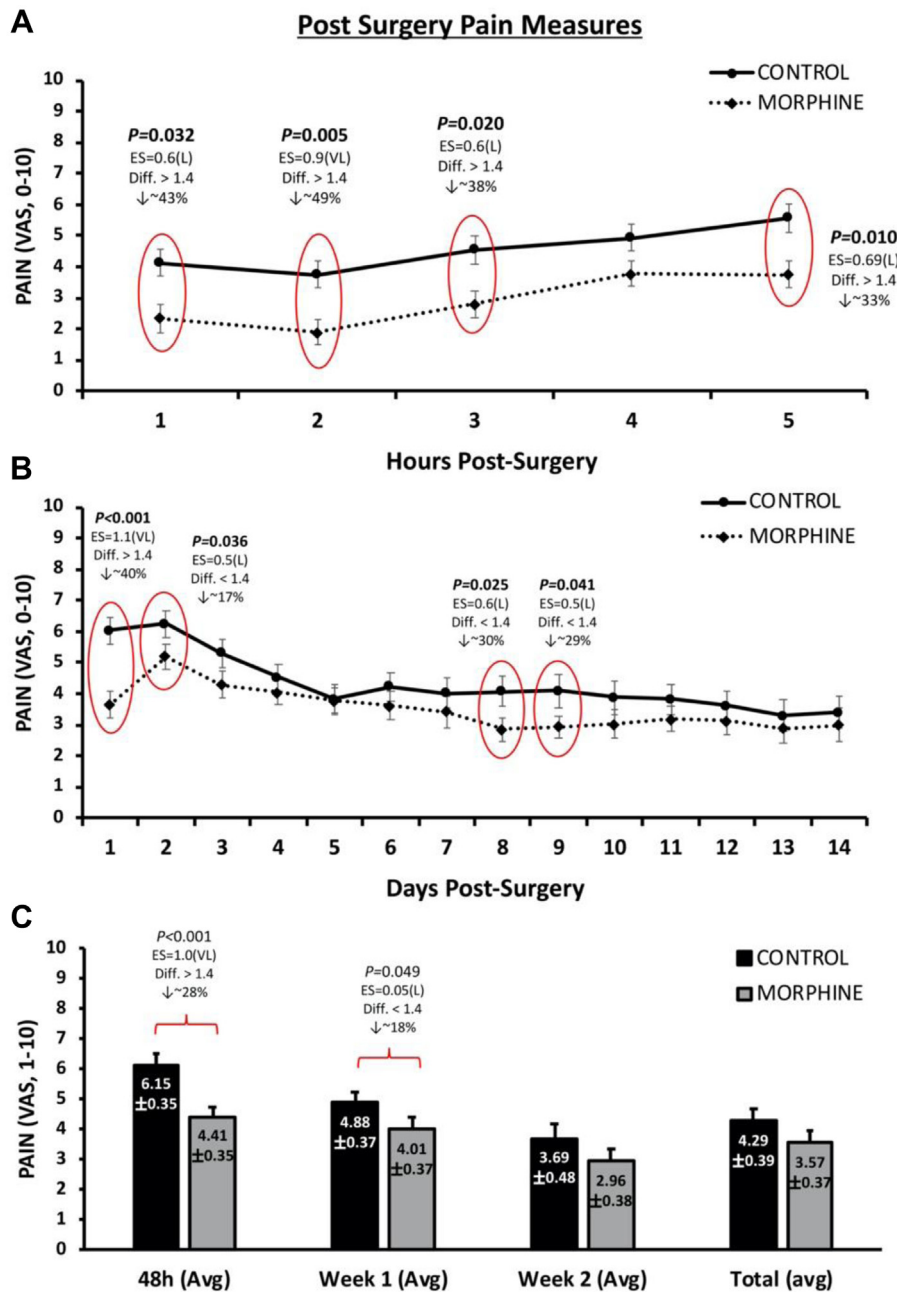 A
Post Surgery Pain Measures
CONTROL
MORPHINE
P=0.032
ES=0.6(L)
Diff. > 1.4
↓~43%
P=0.005
ES=0.9(VL)
Diff. > 1.4
↓~49%
P=0.020
ES=0.6(L)
Diff. > 1.4
↓~38%
P=0.010
ES=0.69(L)
Diff. > 1.4
↓~33%
PAIN (VAS, 0-10)
10
9
8
7
6
5
4
3
2
1
0
1 2 3 4 5
Hours Post-Surgery
B
CONTROL
MORPHINE
P<0.001
ES=1.1(VL)
Diff. > 1.4
↓~40%
P=0.036
ES=0.5(L)
Diff. < 1.4
↓~17%
P=0.025
ES=0.6(L)
Diff. < 1.4
↓~30%
P=0.041
ES=0.5(L)
Diff. < 1.4
↓~29%
PAIN (VAS, 0-10)
10
9
8
7
6
5
4
3
2
1
0
1 2 3 4 5 6 7 8 9 10 11 12 13 14
Days Post-Surgery
C
CONTROL
MORPHINE
P<0.001
ES=1.0(VL)
Diff. > 1.4
↓~28%
P=0.049
ES=0.05(L)
Diff. < 1.4
↓~18%
PAIN (VAS, 1-10)
10
9
8
7
6
5
4
3
2
1
0
6.15
±0.35
4.41
±0.35
4.88
±0.37
4.01
±0.37
3.69
±0.48
2.96
±0.38
4.29
±0.39
3.57
±0.37
48h (Avg) Week 1 (Avg) Week 2 (Avg) Total (avg)